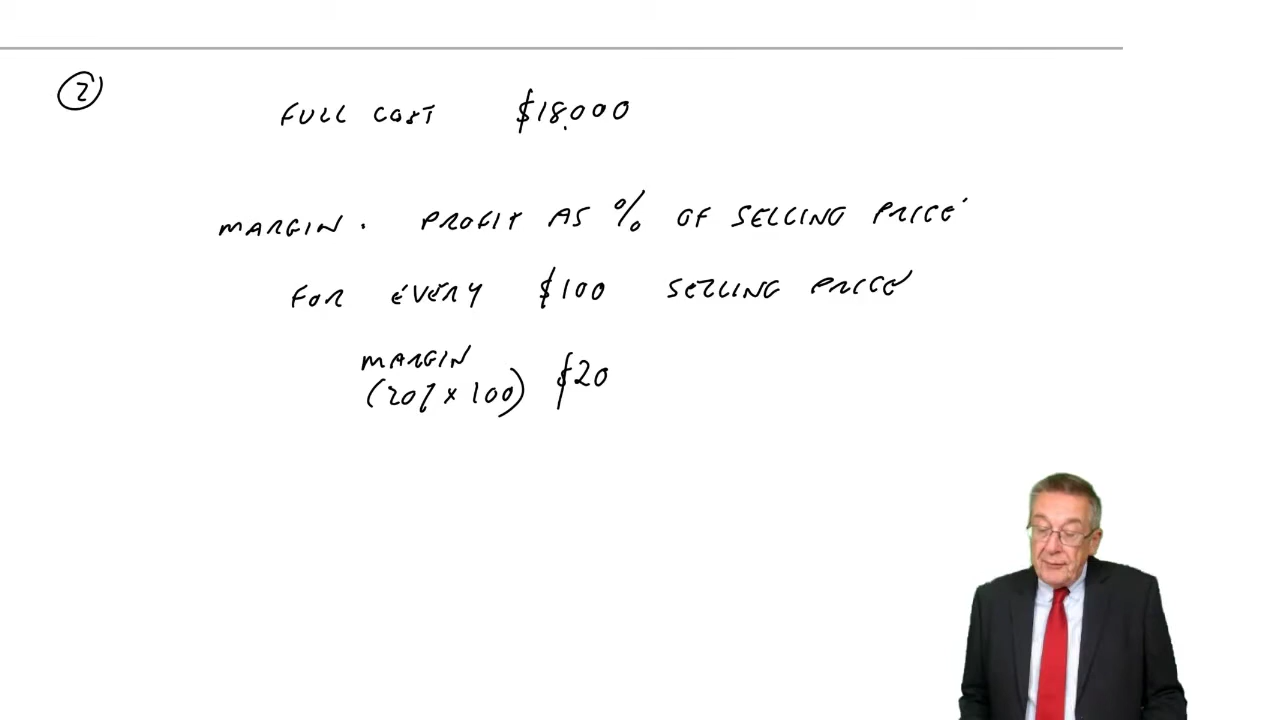 2
FULL COST $18,000
MARGIN. PROFIT AS % OF SELLING PRICE
FOR EVERY $100 SELLING PRICE
MARGIN
(20% x 100) $20